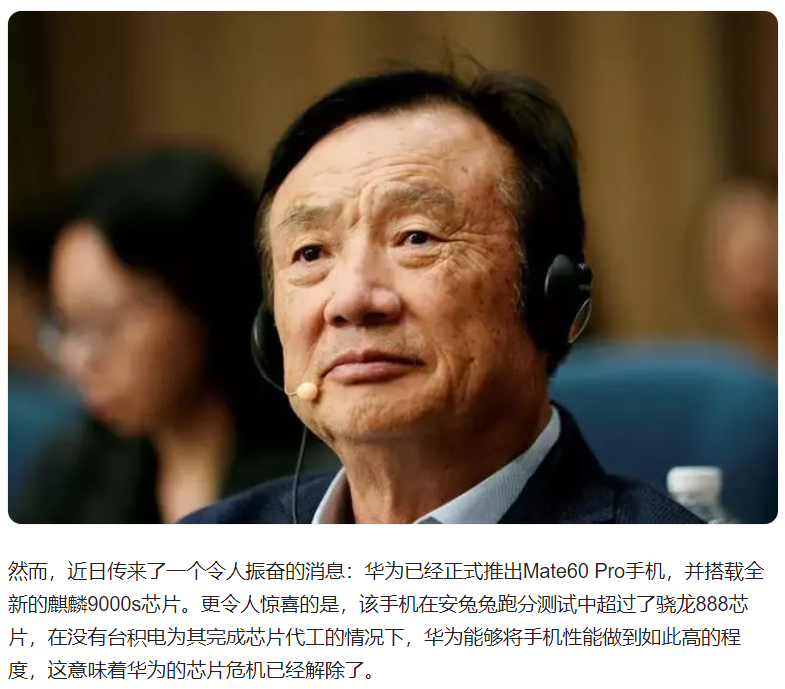 然而，近日传来了一个令人振奋的消息：华为已经正式推出Mate60 Pro手机，并搭载全
新的麒麟9000s芯片。更令人惊喜的是，该手机在安兔兔跑分测试中超过了骁龙888芯
片，在没有台积电为其完成芯片代工的情况下，华为能够将手机性能做到如此高的程
度，这意味着华为的芯片危机已经解除了。